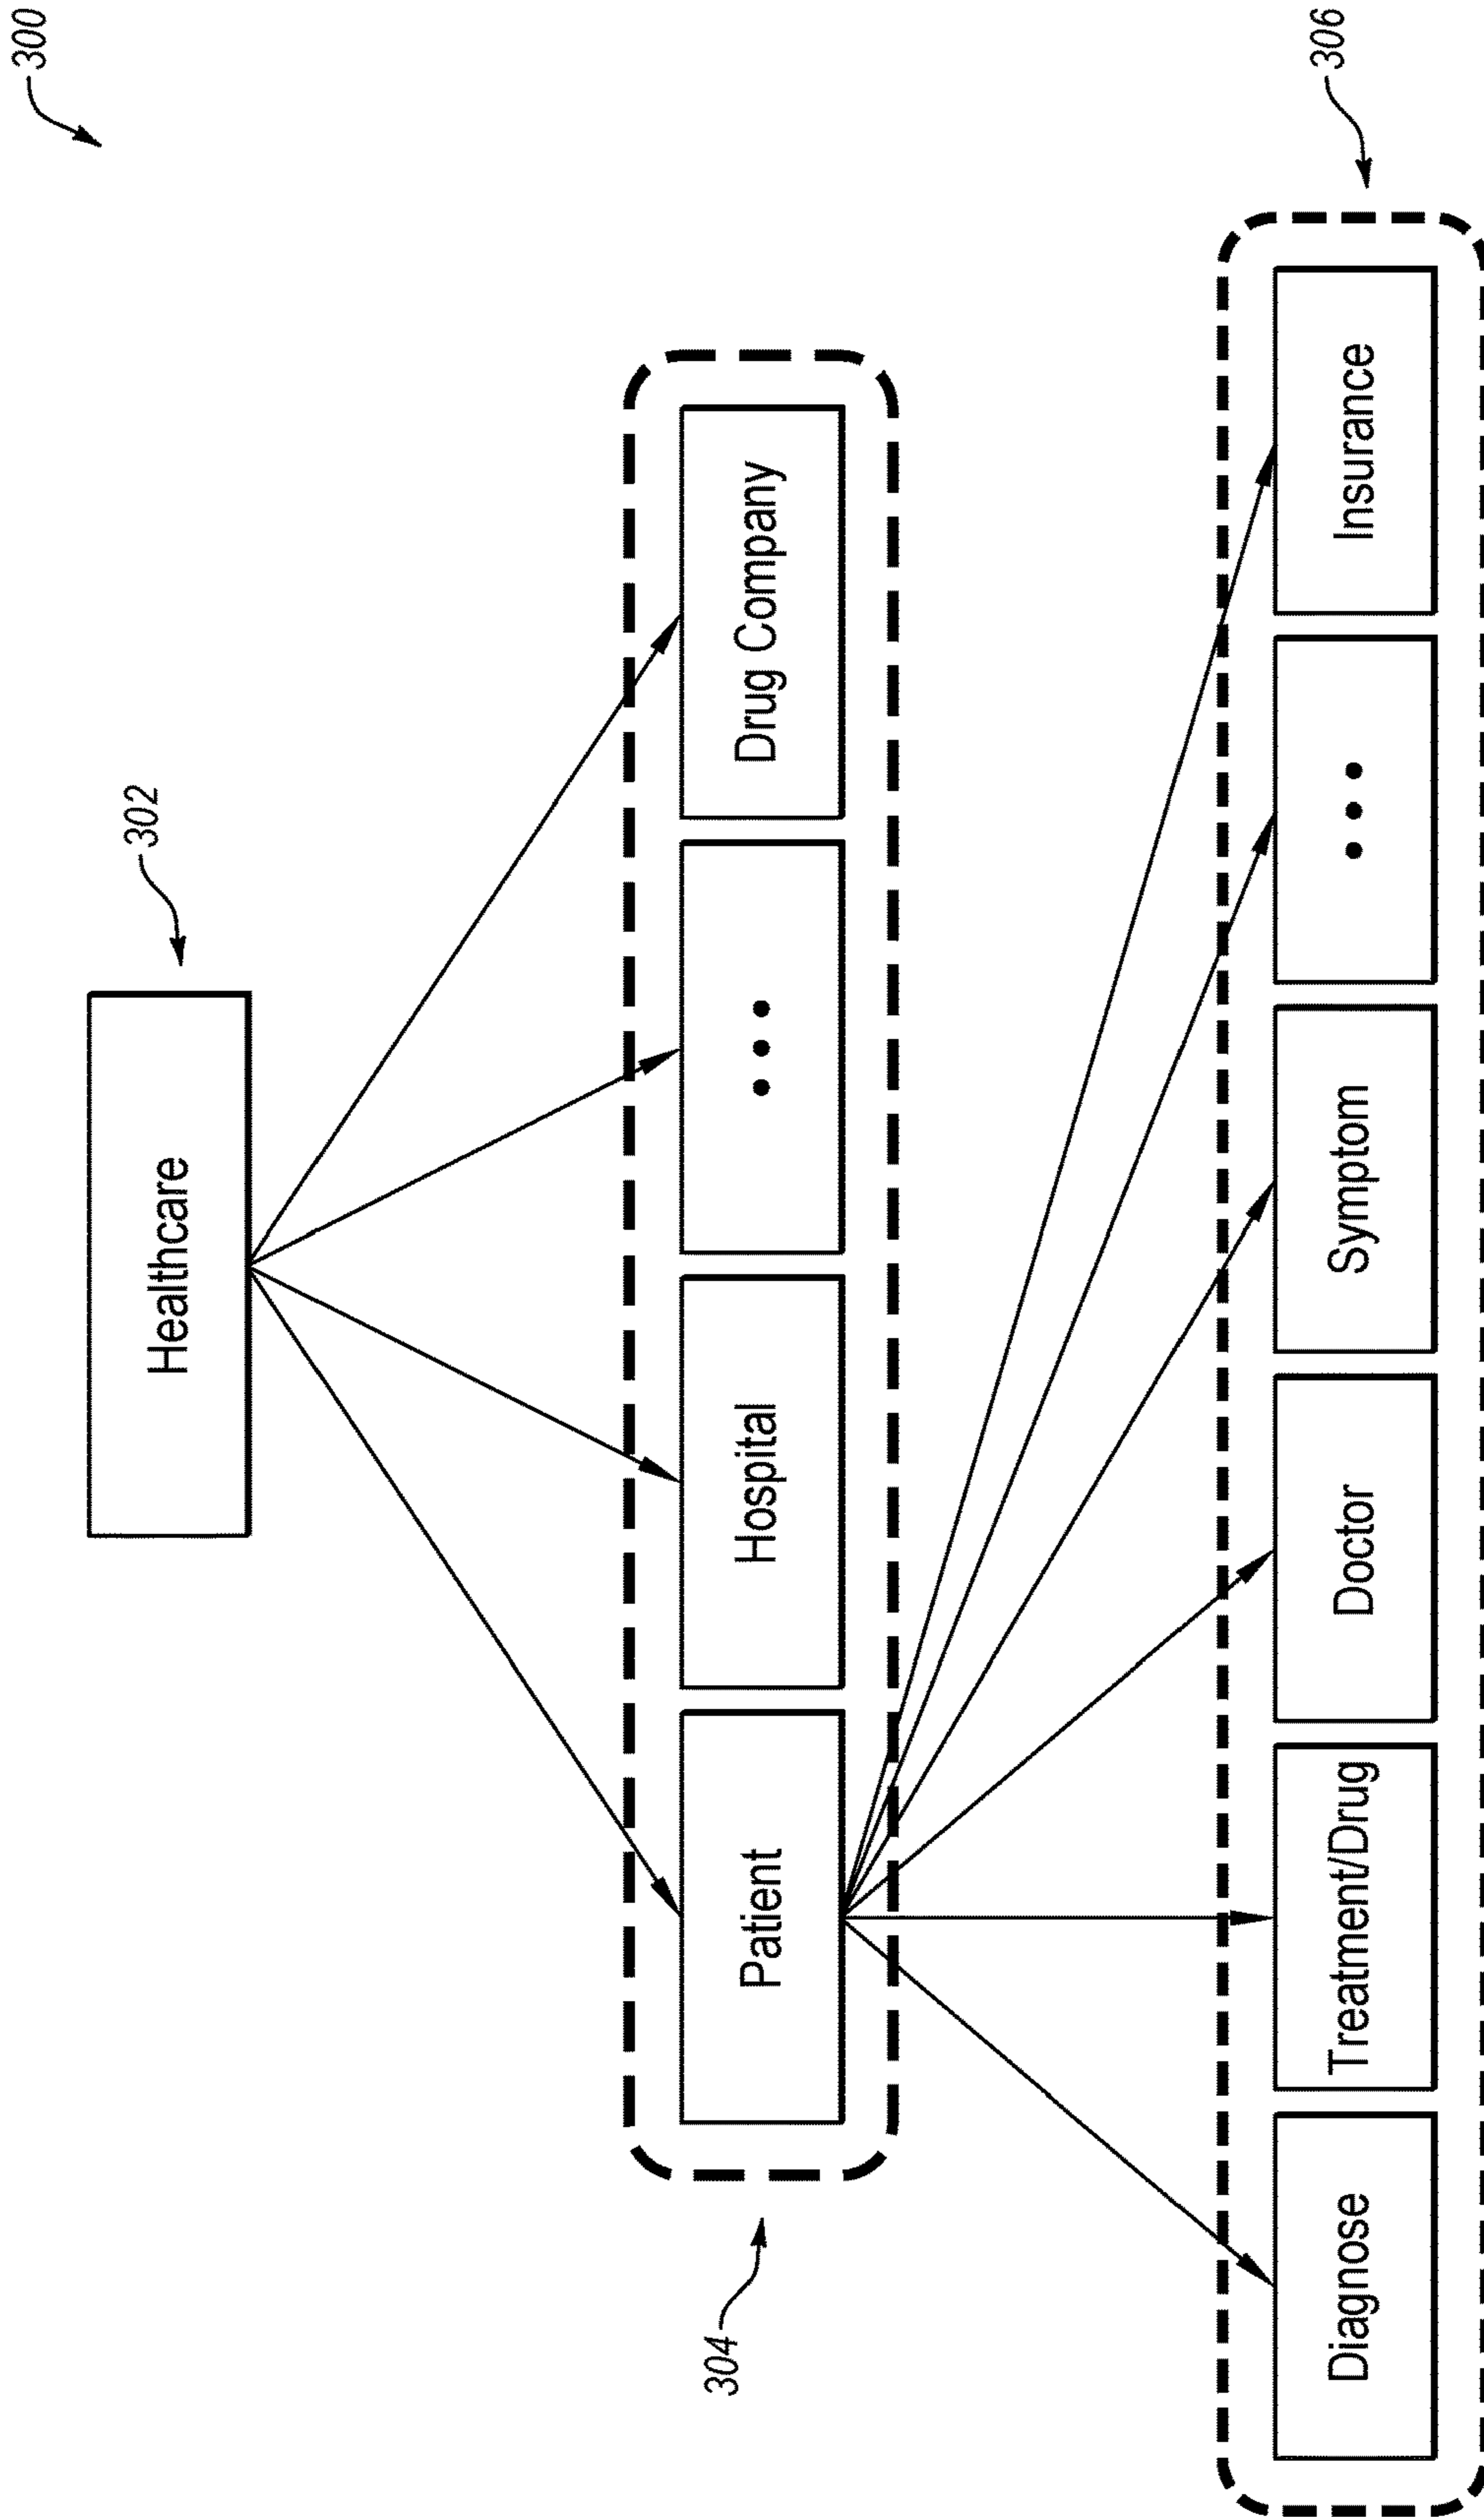 300
Healthcare
302
304
Patient
Hospital
...
Drug Company
306
Diagnose
Treatment/Drug
Doctor
Symptom
...
Insurance